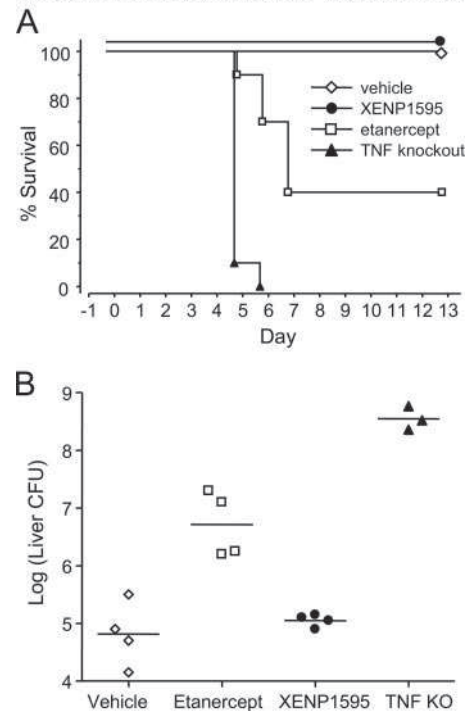 A
100
80
60
40
20
0
% Survival
vehicle
XENP1595
etanercept
TNF knockout
-1 0 1 2 3 4 5 6 7 8 9 10 11 12 13
Day
B
9
8
7
6
5
4
Log (Liver CFU)
Vehicle Etanercept XENP1595 TNF KO